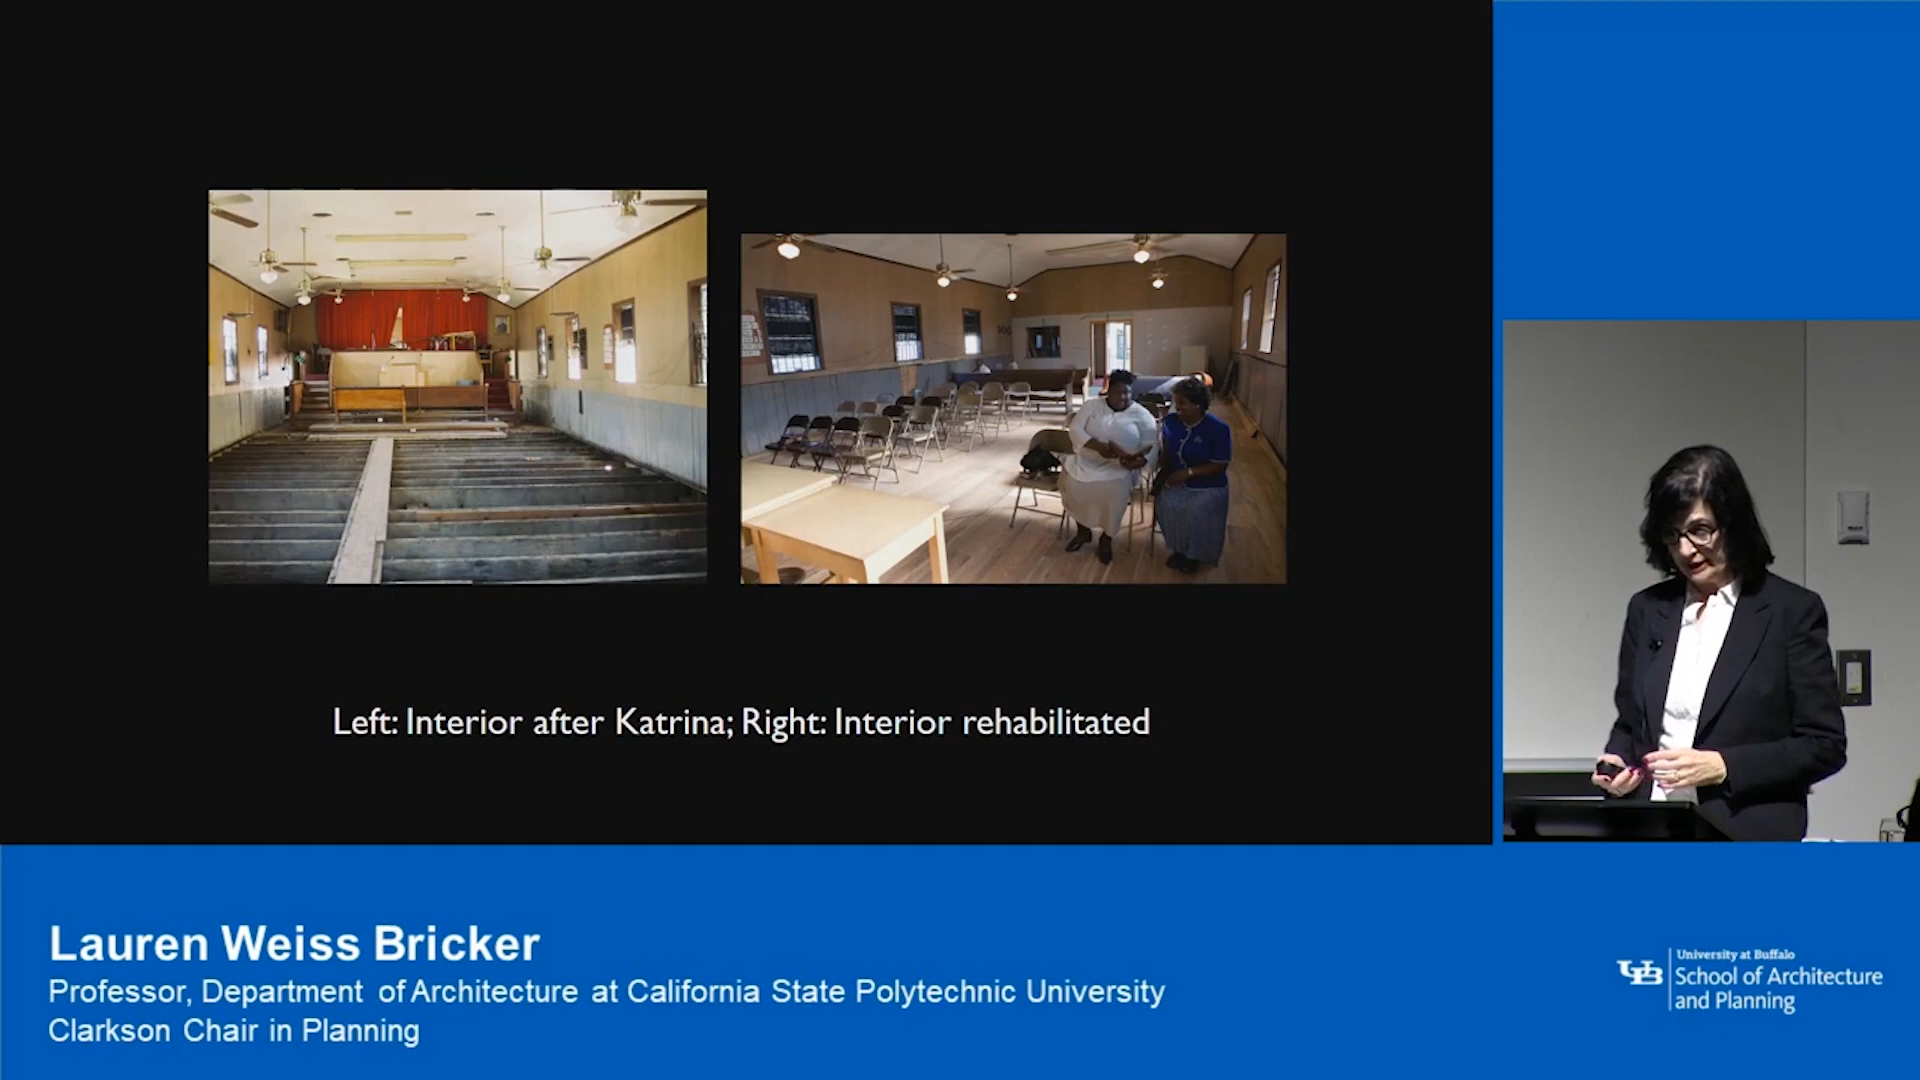 Left: Interior after Katrina; Right: Interior rehabilitated
Lauren Weiss Bricker
Professor, Department of Architecture at California State Polytechnic University
Clarkson Chair in Planning
UB
University at Buffalo
School of Architecture
and Planning